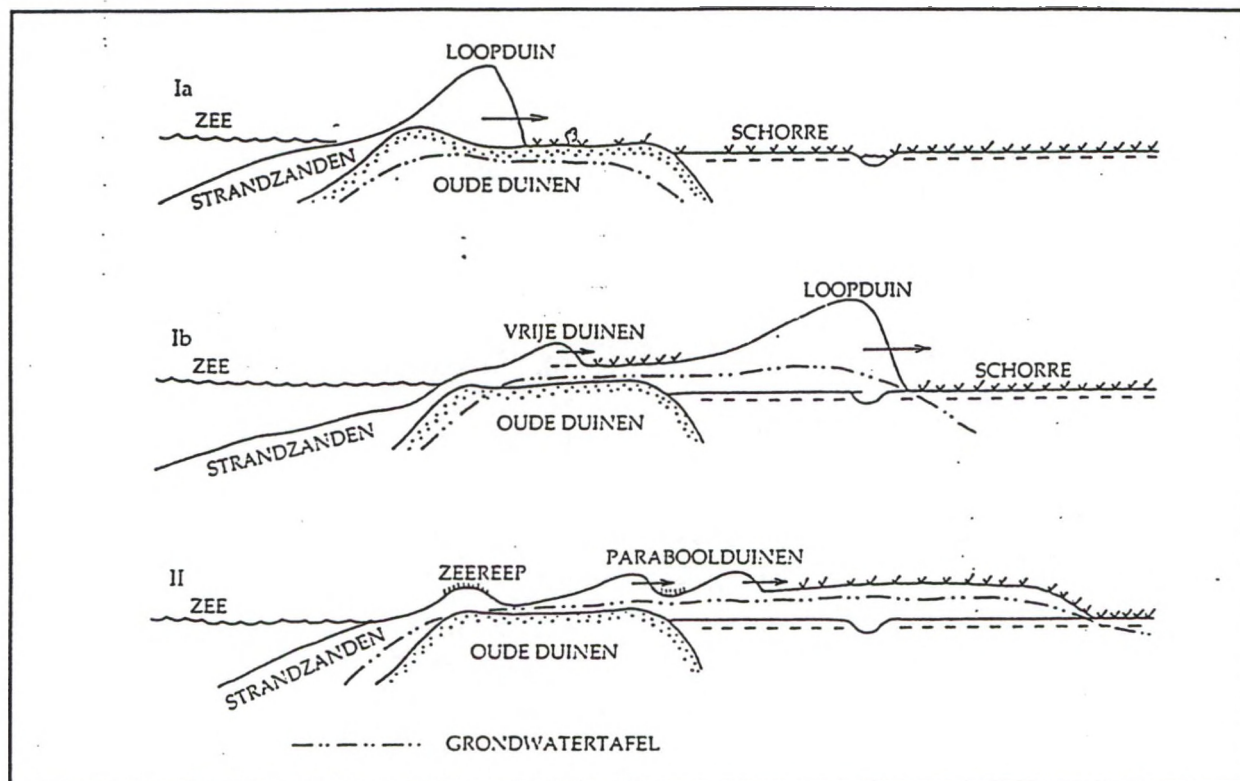 LOOPDUIN
Ia
ZEE
SCHORRE
STRANDZANDEN
OUDE DUINEN
LOOPDUIN
Ib
VRIJE DUINEN
ZEE
SCHORRE
OUDE DUINEN
STRANDZANDEN
PARABOOLDUINEN
ZEEREEP
II
ZEE
OUDE DUINEN
STRANDZANDEN
GRONDWATERTAFEL